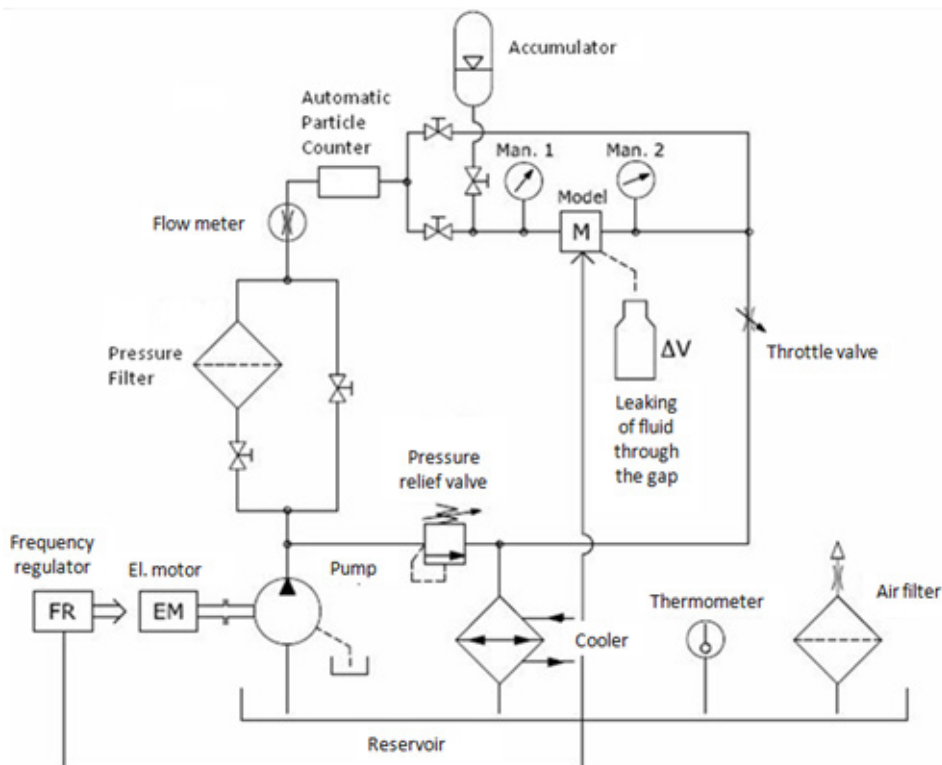 Accumulator
Automatic
Particle
Counter
Man. 1
Man. 2
Model
M
Flow meter
Pressure
Filter
ΔV
Throttle valve
Leaking
of fluid
through
the gap
Pressure
relief valve
Frequency
regulator
El. motor
Pump
FR
EM
Thermometer
Air filter
Cooler
Reservoir